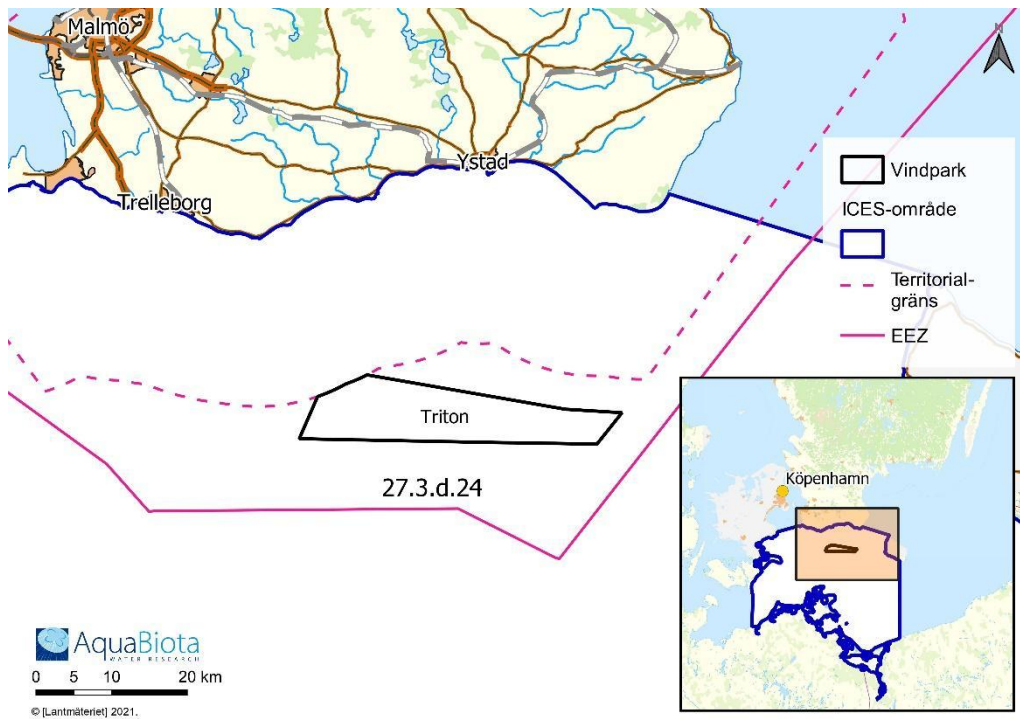 Malmö
N
Ystad
Trelleborg
Vindpark
ICES-område
Territorial-
gräns
EEZ
Triton
27.3.d.24
Köpenhamn
AquaBiota
WATER RESEARCH
0 5 10 20 km
© [Lantmäteriet] 2021.